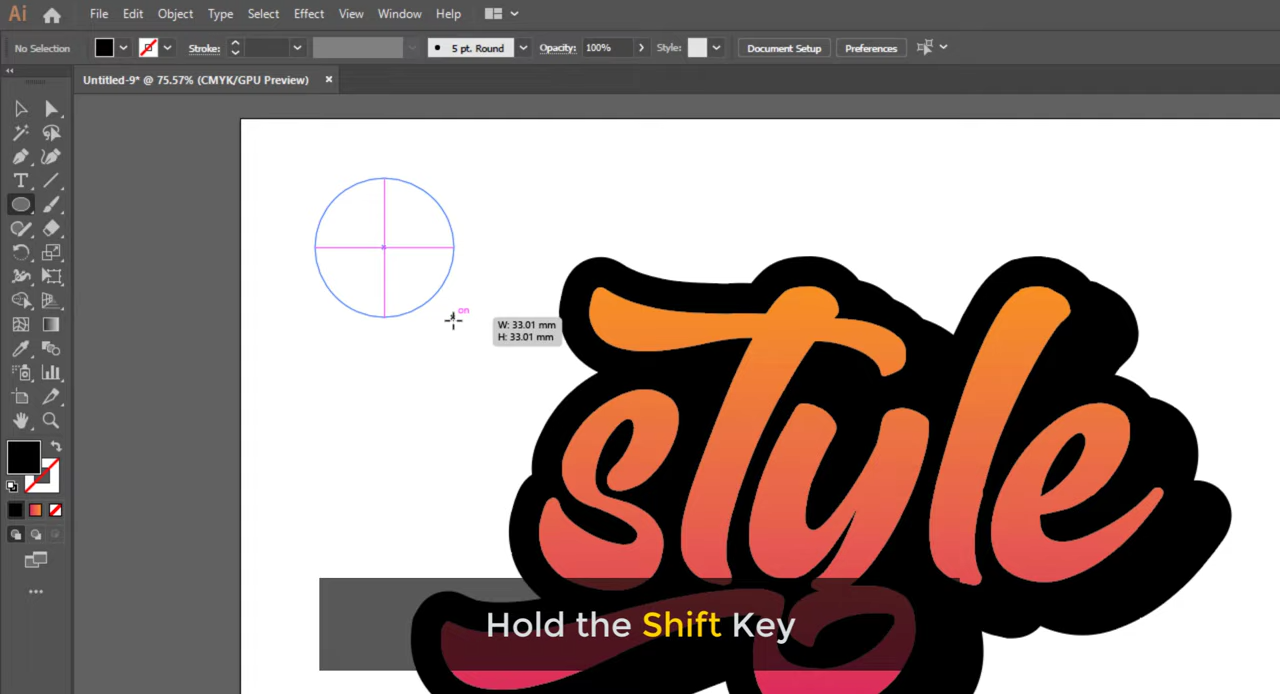 Ai File Edit Object Type Select Effect View Window Help
No Selection Stroke: 5 pt. Round Opacity: 100% Style: Document Setup Preferences
Untitled-9* @ 75.57% (CMYK/GPU Preview) ×
T
on
W: 33.01 mm
H: 33.01 mm
style
Hold the Shift Key